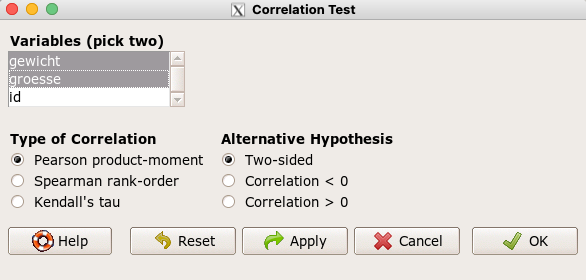 Correlation Test
Variables (pick two)
gewicht
groesse
id
Type of Correlation
Pearson product-moment
Spearman rank-order
Kendall's tau
Alternative Hypothesis
Two-sided
Correlation < 0
Correlation > 0
Help Reset Apply Cancel OK